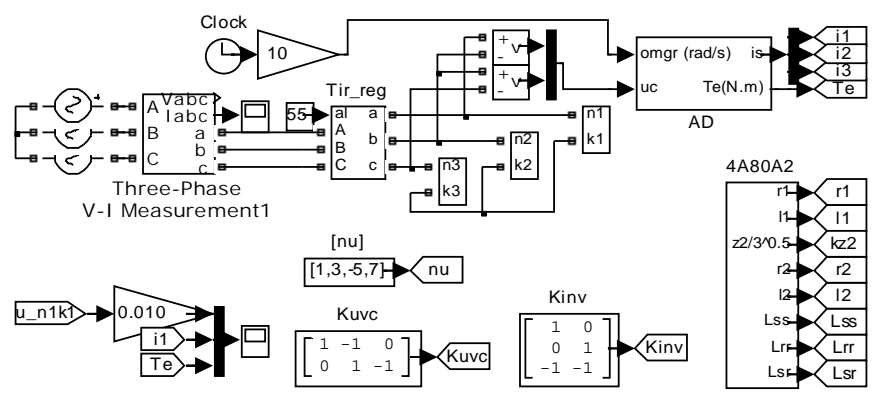 Clock
10
omgr (rad/s)
is
uc
Te(N.m)
AD
i1
i2
i3
Te
+
v
-
+
v
-
Tir_reg
55
al
A
B
C
a
b
c
Vabc
Iabc
A
B
C
a
b
c
Three-Phase
V-I Measurement1
n1
k1
n2
k2
n3
k3
4A80A2
r1
r1
l1
l1
z2/3^0.5
kz2
r2
r2
l2
l2
Lss
Lss
Lrr
Lrr
Lsr
Lsr
[nu]
[1,3,-5,7]
nu
u_n1k1
0.010
i1
Te
Kuvc
1 -1 0
0 1 -1
Kuvc
Kinv
1 0
0 1
-1 -1
Kinv